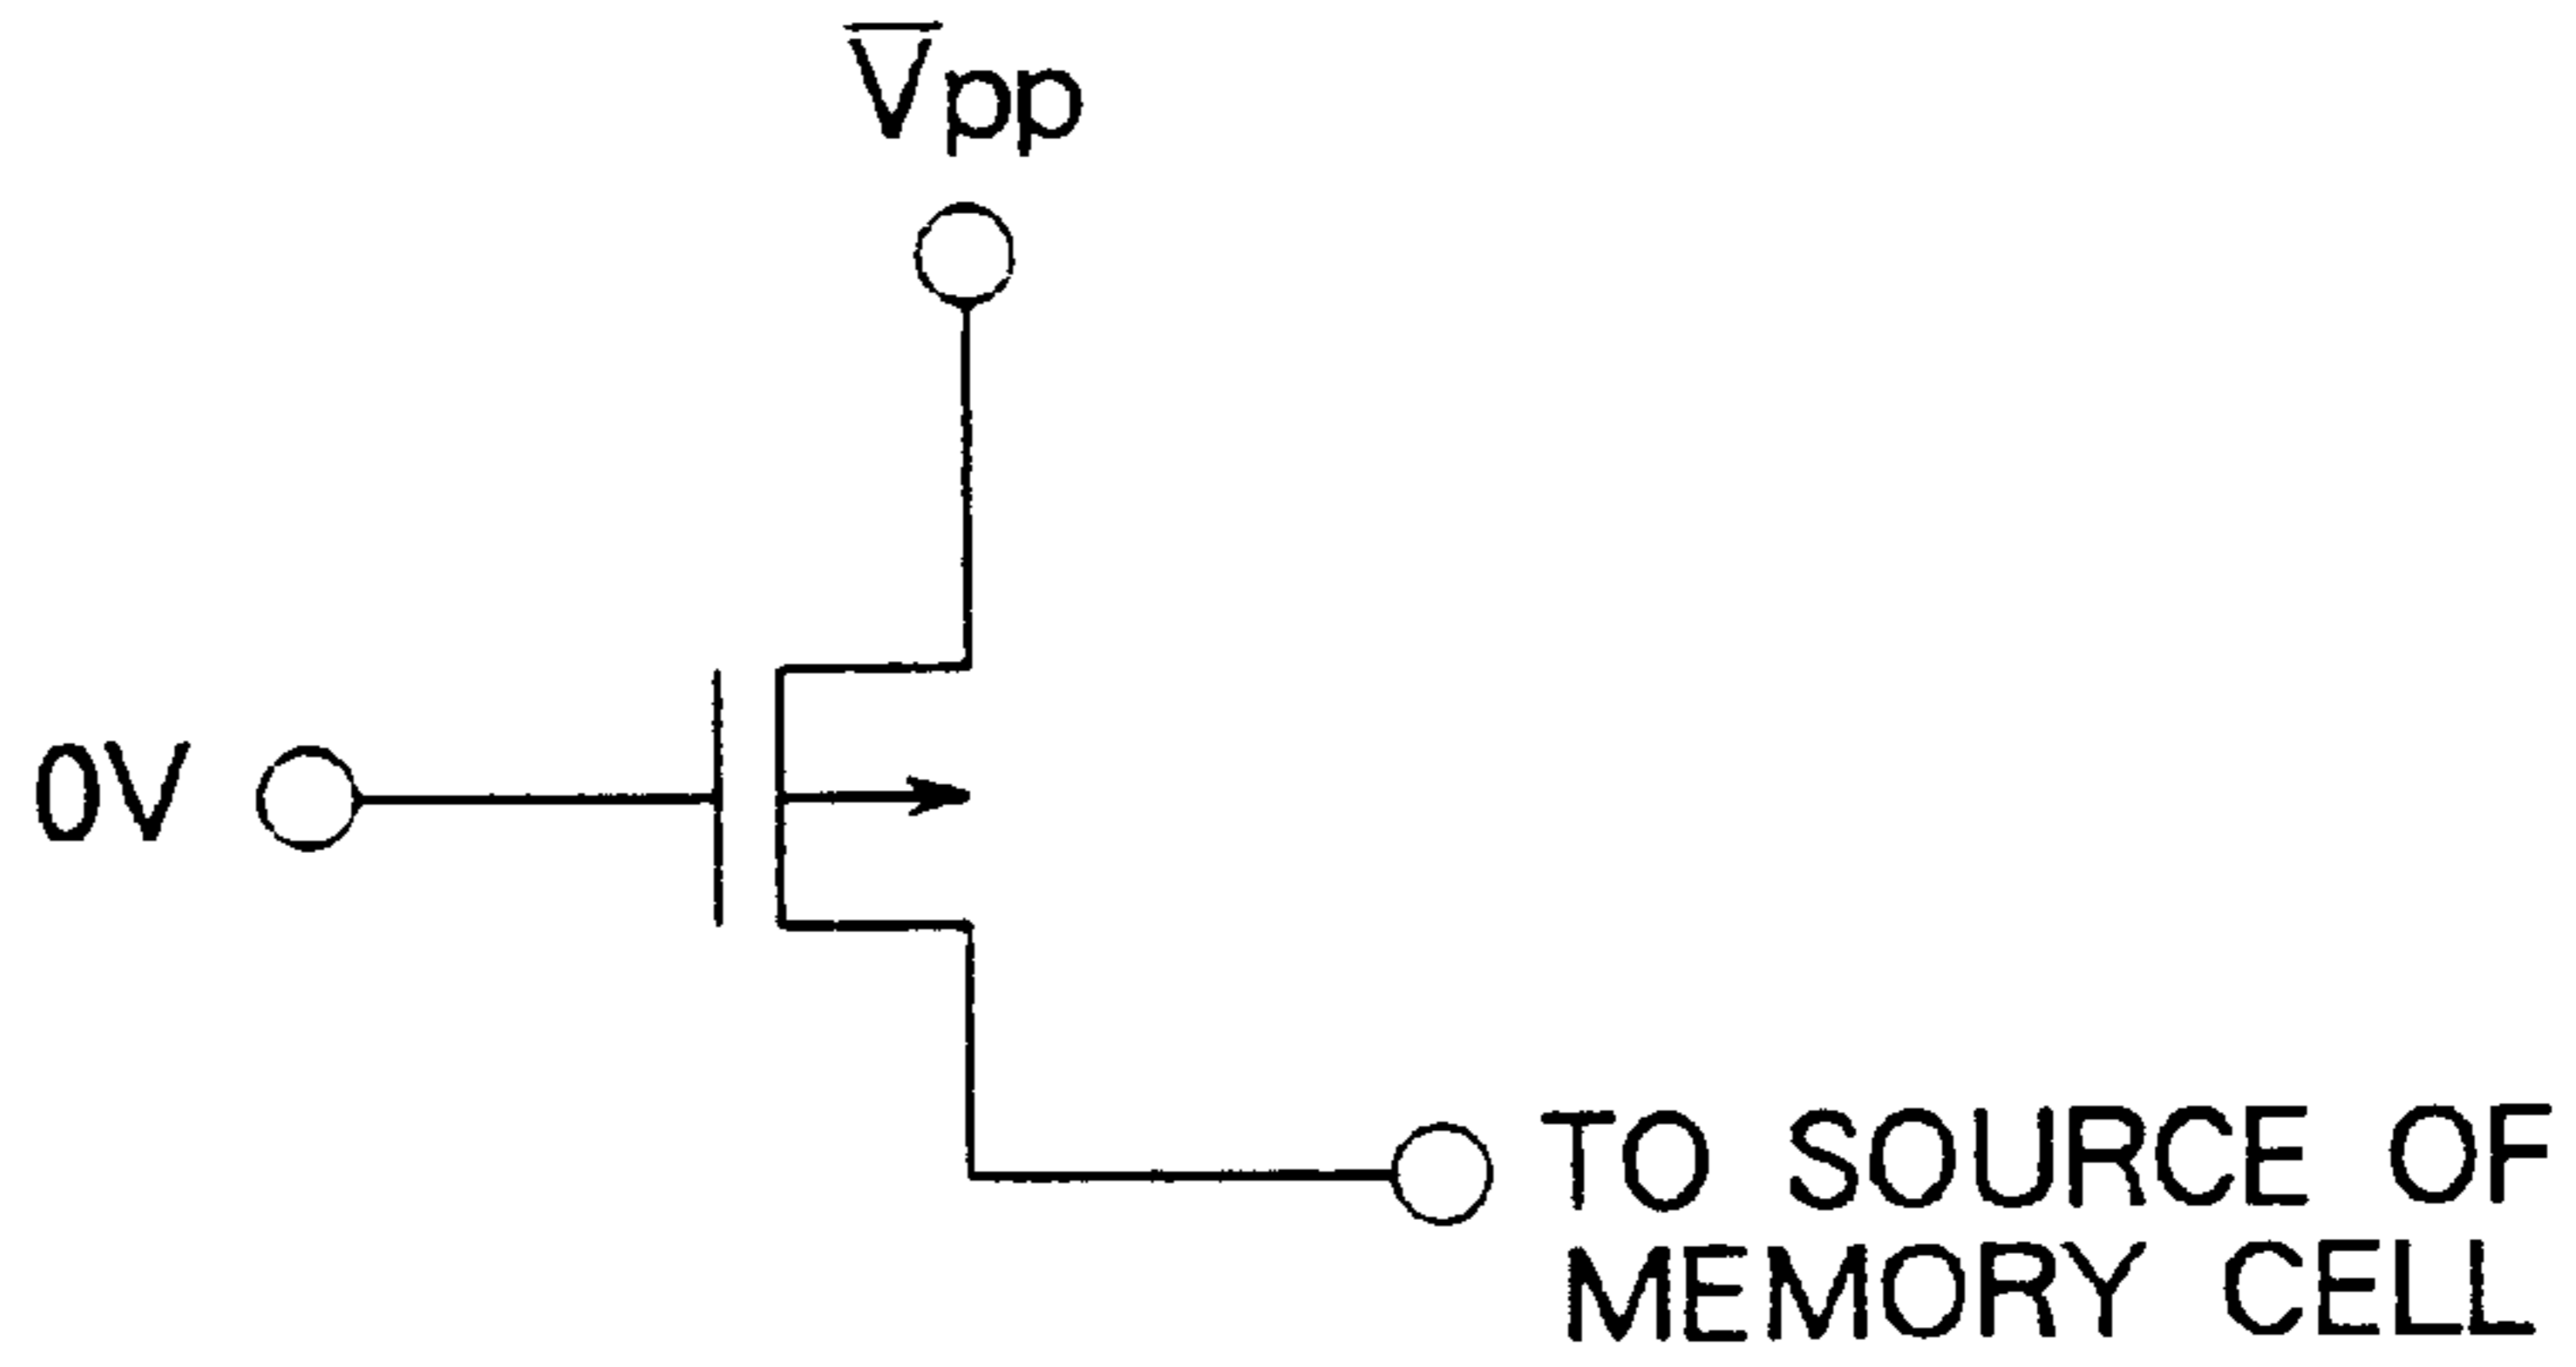 V̅pp
0V
TO SOURCE OF
MEMORY CELL